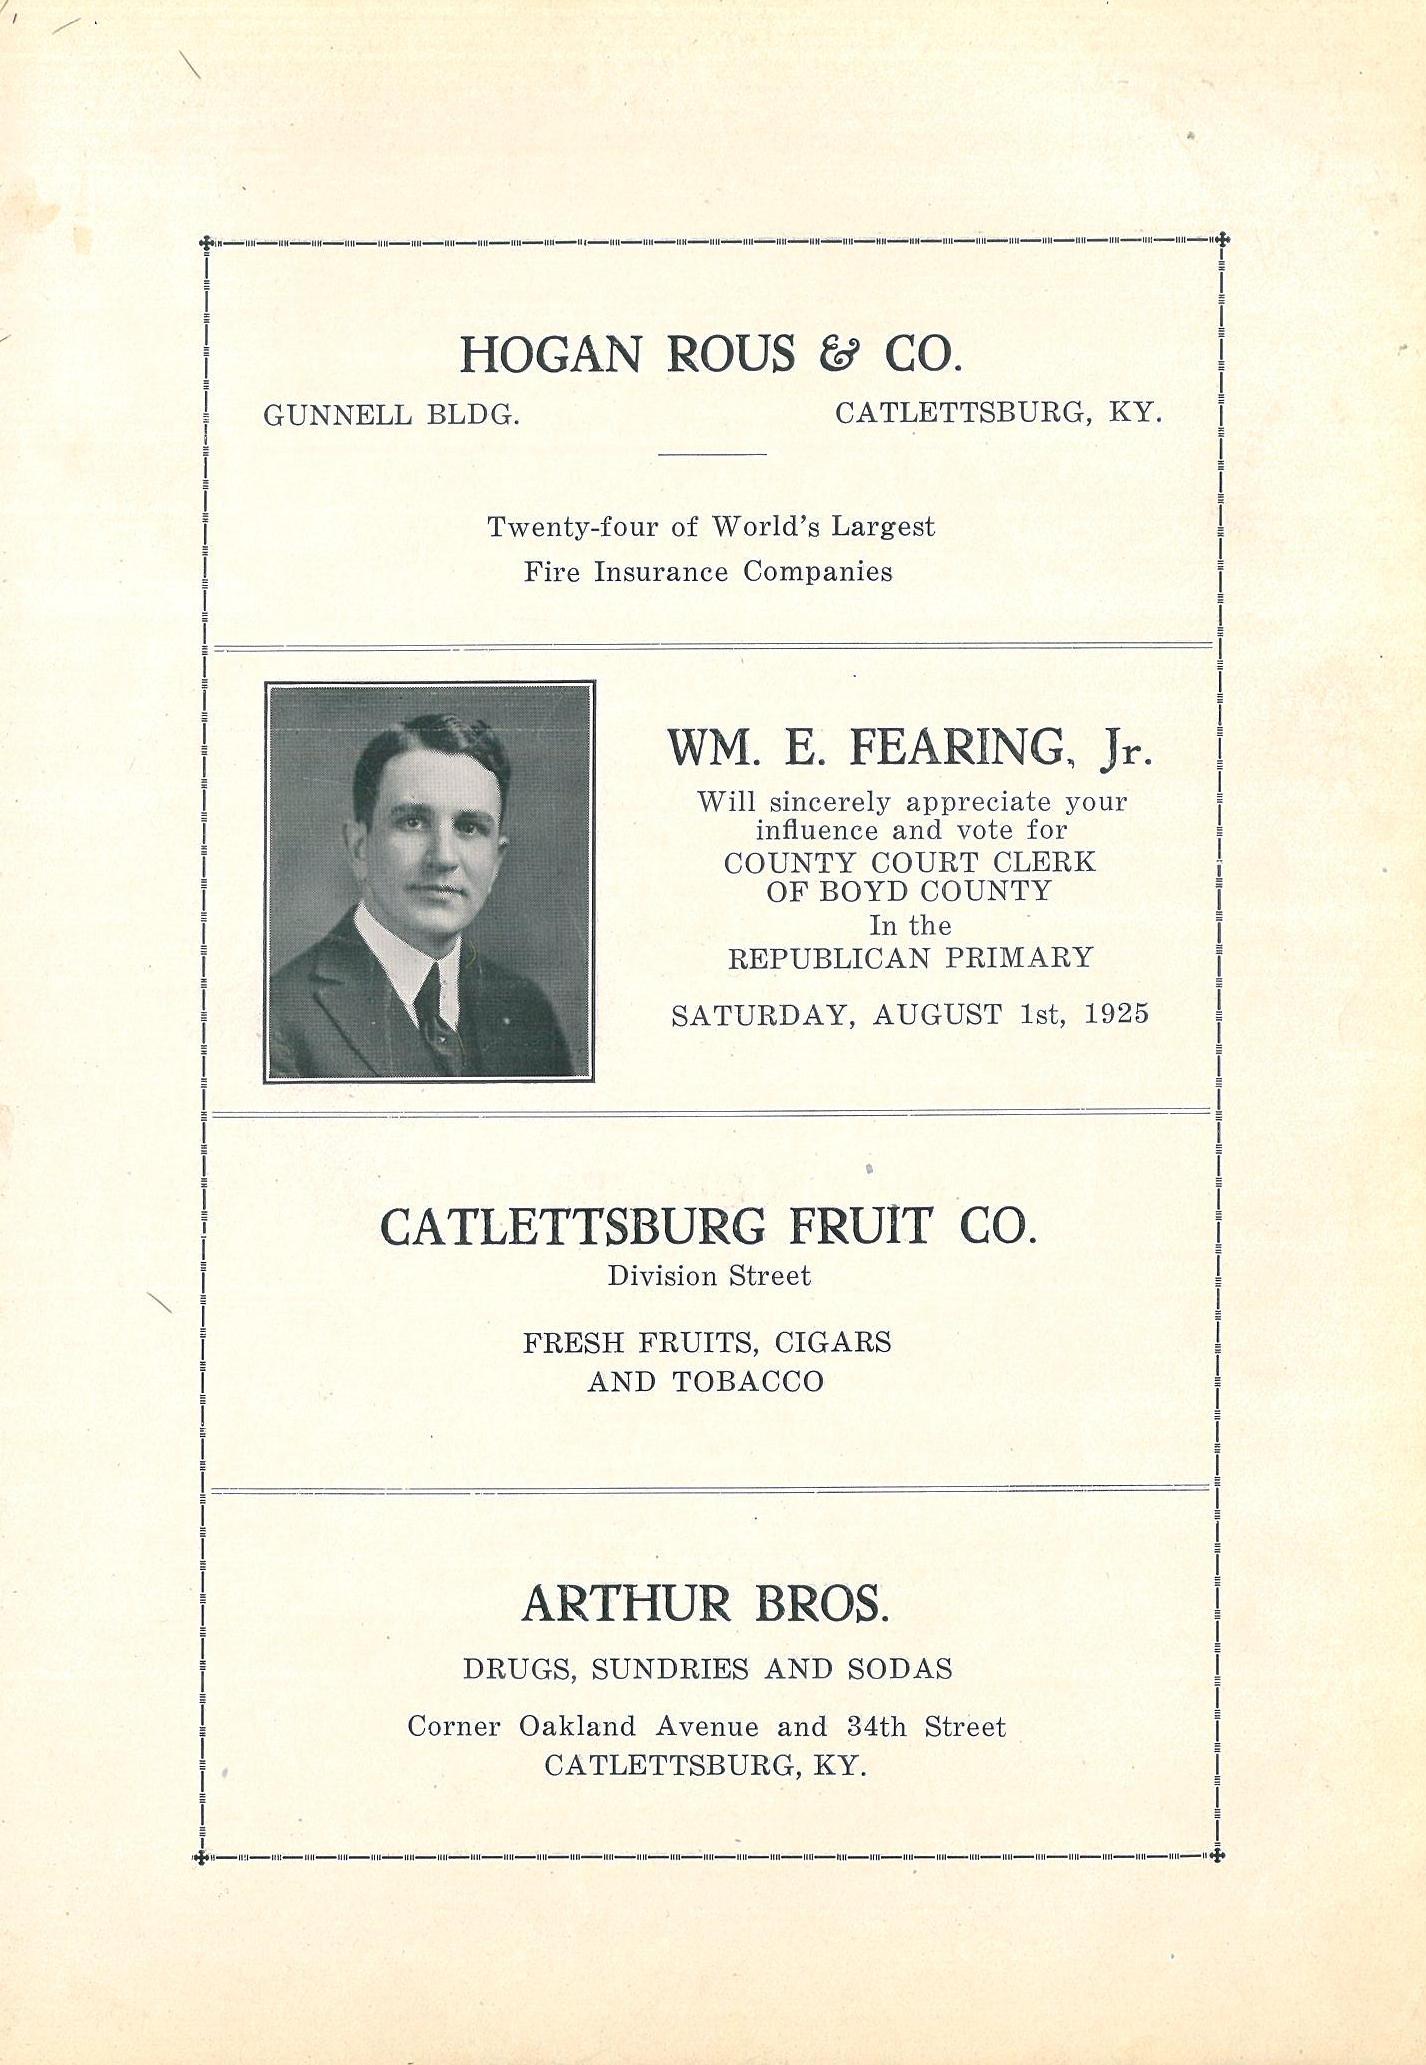 HOGAN ROUS & CO.
GUNNELL BLDG. CATLETTSBURG, KY.
Twenty-four of World's Largest
Fire Insurance Companies
WM. E. FEARING, Jr.
Will sincerely appreciate your
influence and vote for
COUNTY COURT CLERK
OF BOYD COUNTY
In the
REPUBLICAN PRIMARY
SATURDAY, AUGUST 1st, 1925
CATLETTSBURG FRUIT CO.
Division Street
FRESH FRUITS, CIGARS
AND TOBACCO
ARTHUR BROS.
DRUGS, SUNDRIES AND SODAS
Corner Oakland Avenue and 34th Street
CATLETTSBURG, KY.